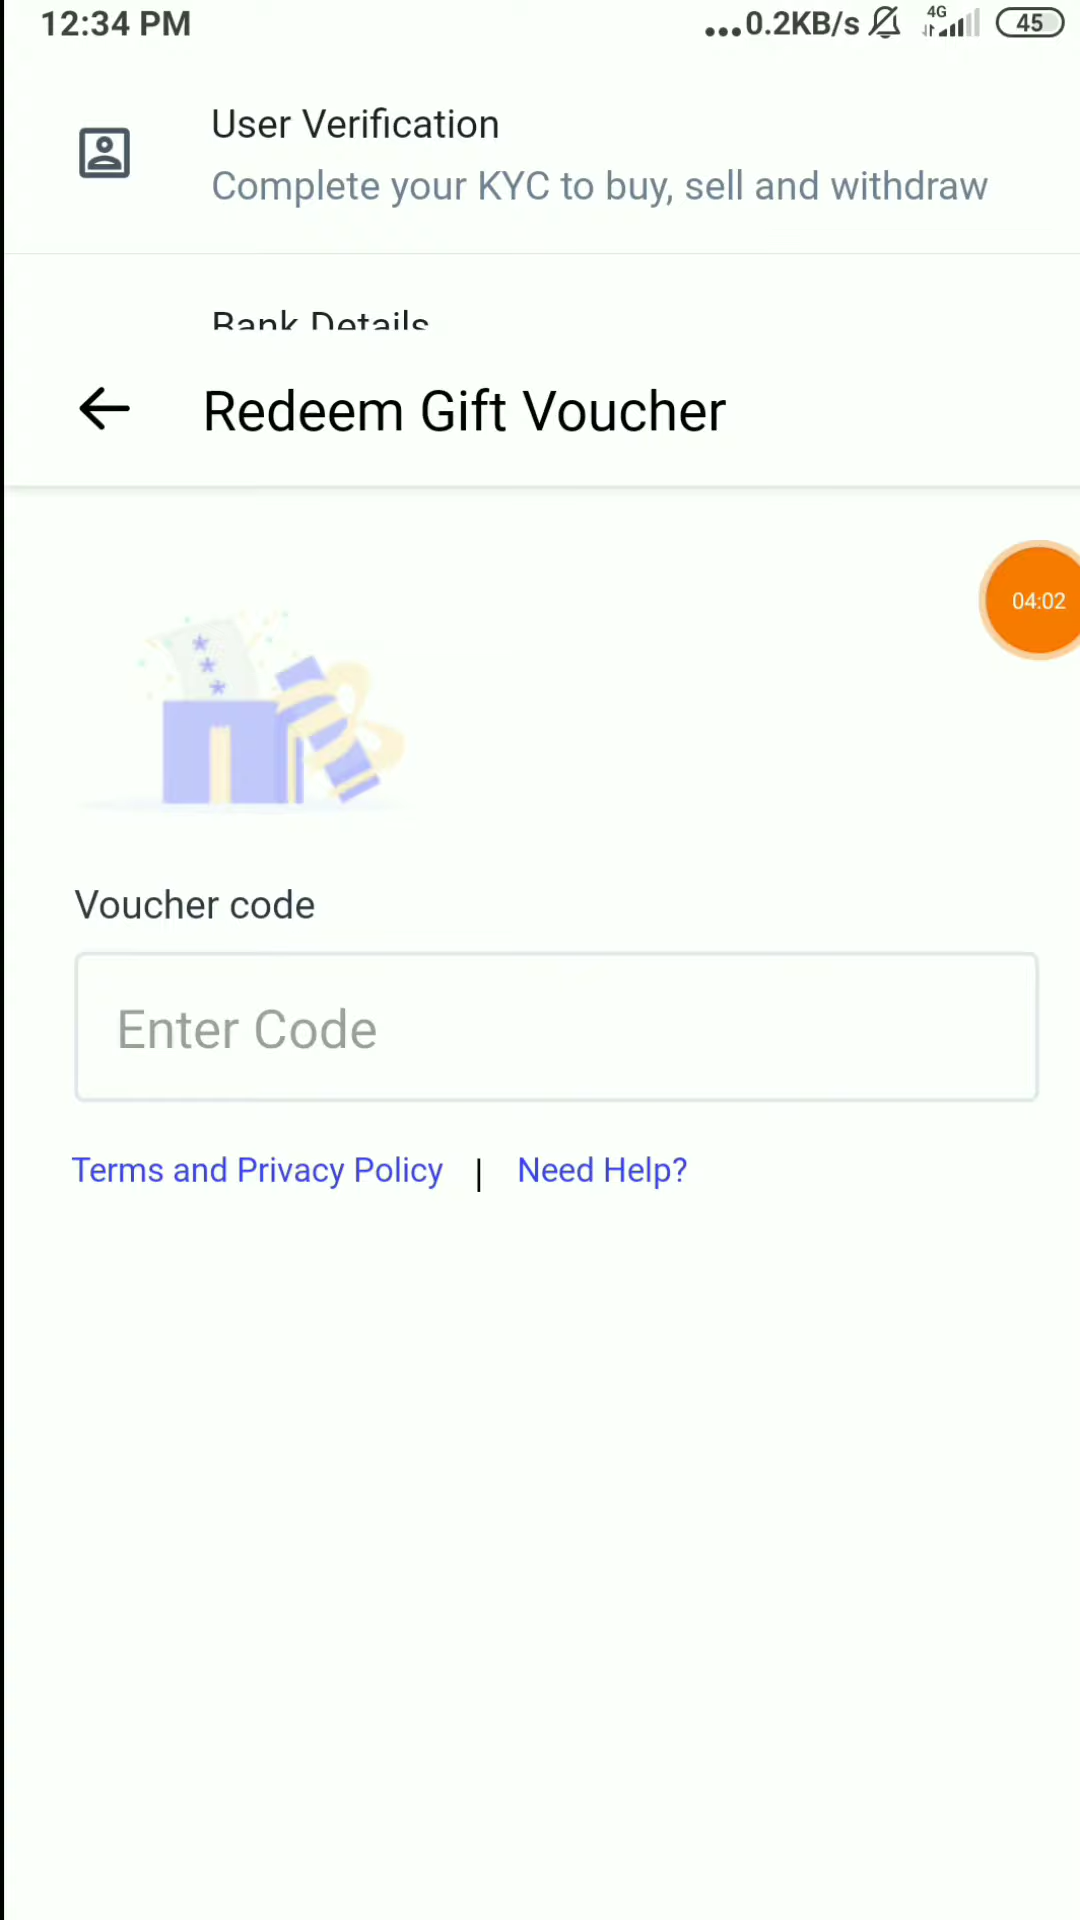 12:34 PM
...0.2KB/s 4G 45
User Verification
Complete your KYC to buy, sell and withdraw
Bank Details
Redeem Gift Voucher
04:02
Voucher code
Enter Code
Terms and Privacy Policy | Need Help?